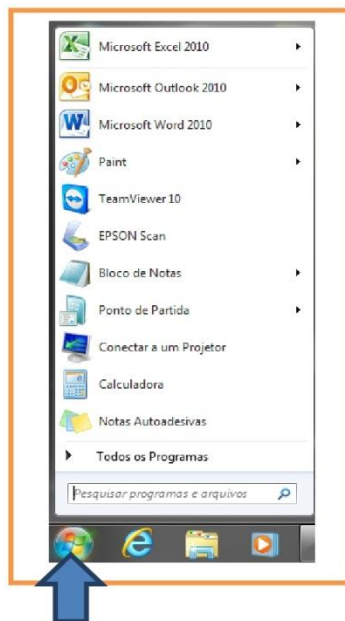 Microsoft Excel 2010
Microsoft Outlook 2010
Microsoft Word 2010
Paint
TeamViewer 10
EPSON Scan
Bloco de Notas
Ponto de Partida
Conectar a um Projetor
Calculadora
Notas Autoadesivas
Todos os Programas
Pesquisar programas e arquivos